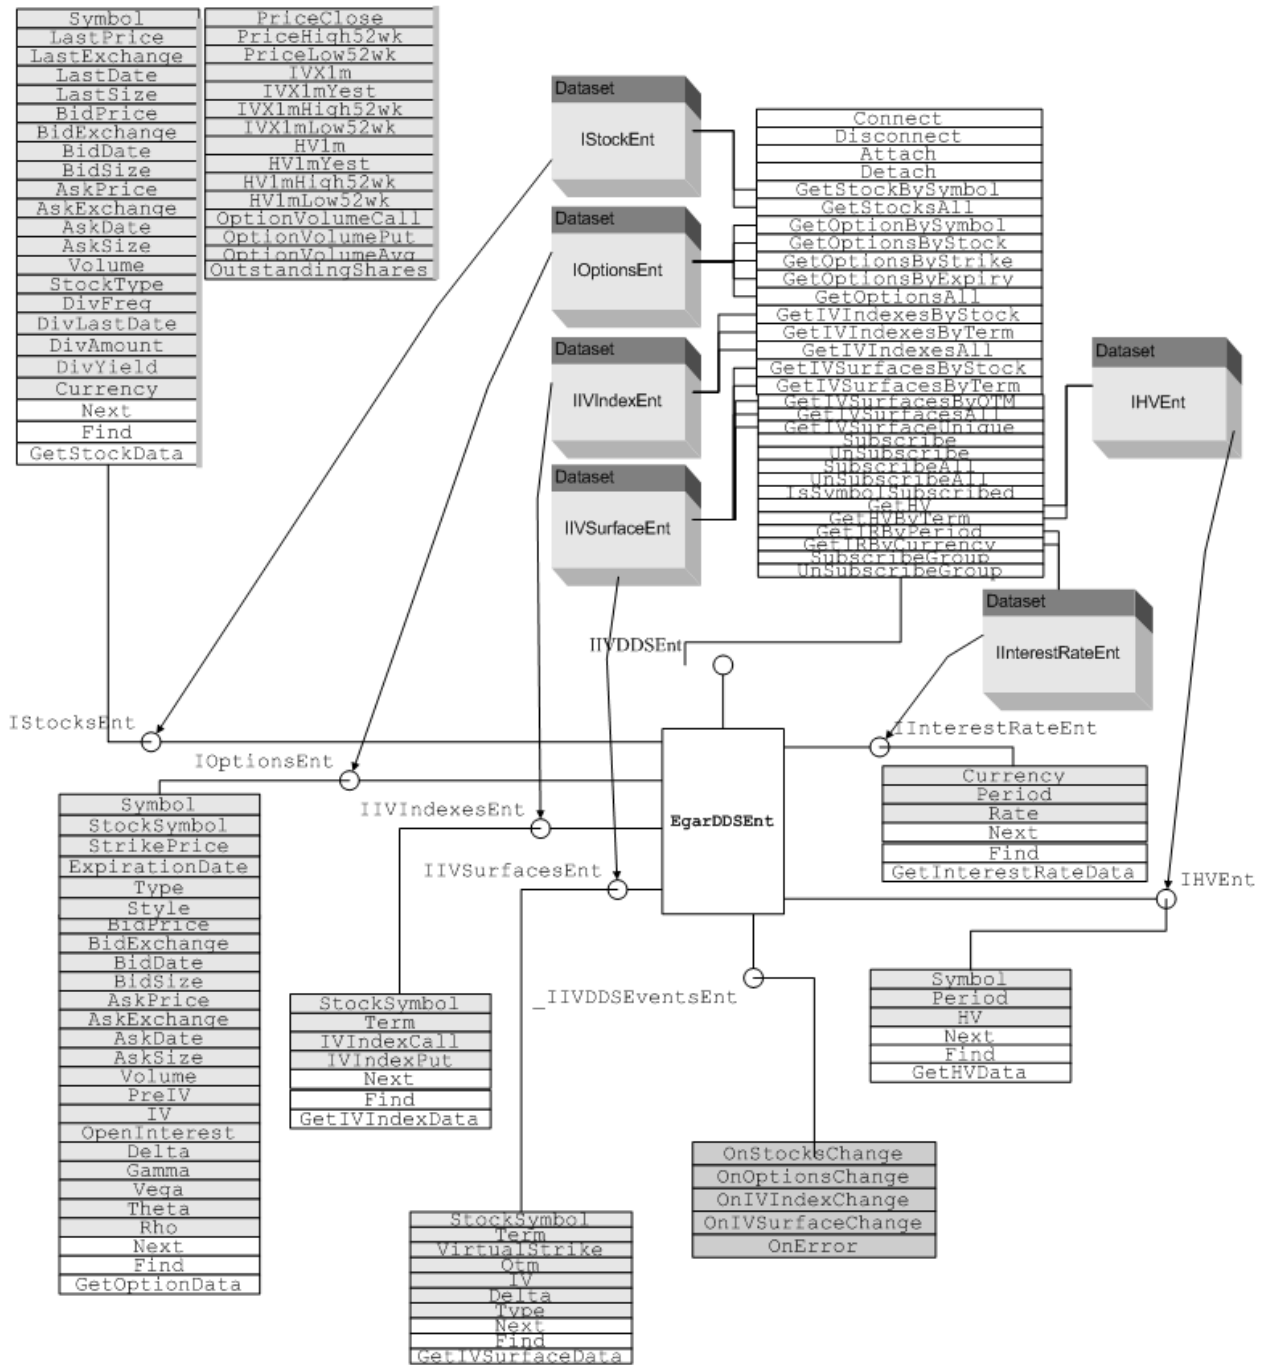 Symbol
LastPrice
LastExchange
LastDate
LastSize
BidPrice
BidExchange
BidDate
BidSize
AskPrice
AskExchange
AskDate
AskSize
Volume
StockType
DivFreq
DivLastDate
DivAmount
DivYield
Currency
Next
Find
GetStockData
PriceClose
PriceHigh52wk
PriceLow52wk
IVX1m
IVX1mYest
IVX1mHigh52wk
IVX1mLow52wk
HV1m
HV1mYest
HV1mHigh52wk
HV1mLow52wk
OptionVolumeCall
OptionVolumePut
OptionVolumeAvg
OutstandingShares
Dataset
IStockEnt
Dataset
IOptionsEnt
Dataset
IIVIndexEnt
Dataset
IIVSurfaceEnt
Connect
Disconnect
Attach
Detach
GetStockBySymbol
GetStocksAll
GetOptionBySymbol
GetOptionsByStock
GetOptionsByStrike
GetOptionsByExpiry
GetOptionsAll
GetIVIndexesByStock
GetIVIndexesByTerm
GetIVIndexesAll
GetIVSurfacesByStock
GetIVSurfacesByTerm
GetIVSurfacesByOTM
GetIVSurfacesAll
GetIVSurfaceUnique
Subscribe
UnSubscribe
SubscribeAll
UnSubscribeAll
IsSymbolSubscribed
GetHV
GetHVByTerm
GetIRByPeriod
GetIRByCurrency
SubscribeGroup
UnSubscribeGroup
Dataset
IHVEnt
Dataset
IInterestRateEnt
IIVDDSEnt
IStocksEnt
IOptionsEnt
IIVIndexesEnt
IIVSurfacesEnt
EgarDDSEnt
IInterestRateEnt
Currency
Period
Rate
Next
Find
GetInterestRateData
IHVEnt
Symbol
Period
HV
Next
Find
GetHVData
_IIVDDSEventsEnt
OnStocksChange
OnOptionsChange
OnIVIndexChange
OnIVSurfaceChange
OnError
Symbol
StockSymbol
StrikePrice
ExpirationDate
Type
Style
BidPrice
BidExchange
BidDate
BidSize
AskPrice
AskExchange
AskDate
AskSize
Volume
PreIV
IV
OpenInterest
Delta
Gamma
Vega
Theta
Rho
Next
Find
GetOptionData
StockSymbol
Term
IVIndexCall
IVIndexPut
Next
Find
GetIVIndexData
StockSymbol
Term
VirtualStrike
Otm
IV
Delta
Type
Next
Find
GetIVSurfaceData